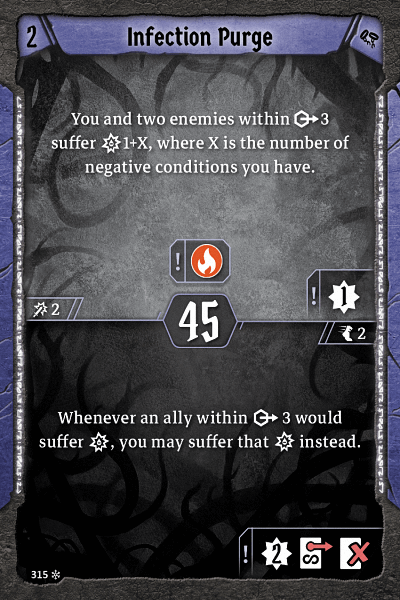 2 Infection Purge
You and two enemies within 3
suffer 1+X, where X is the number of
negative conditions you have.
!
! 1
2
45
2
Whenever an ally within 3 would
suffer , you may suffer that instead.
! 2
315